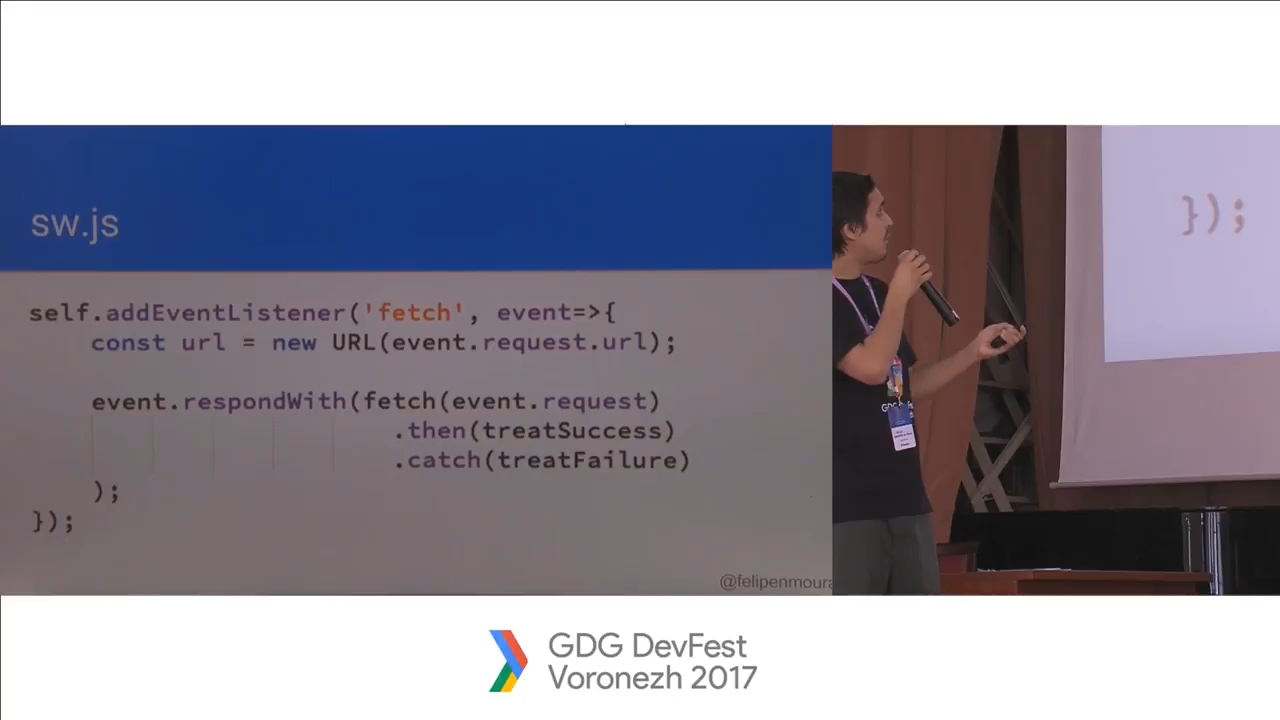 sw.js
self.addEventListener('fetch', event=>{
const url = new URL(event.request.url);
event.respondWith(fetch(event.request)
.then(treatSuccess)
.catch(treatFailure)
);
});
@felipenmoura
});
GDG DevFest
Voronezh 2017